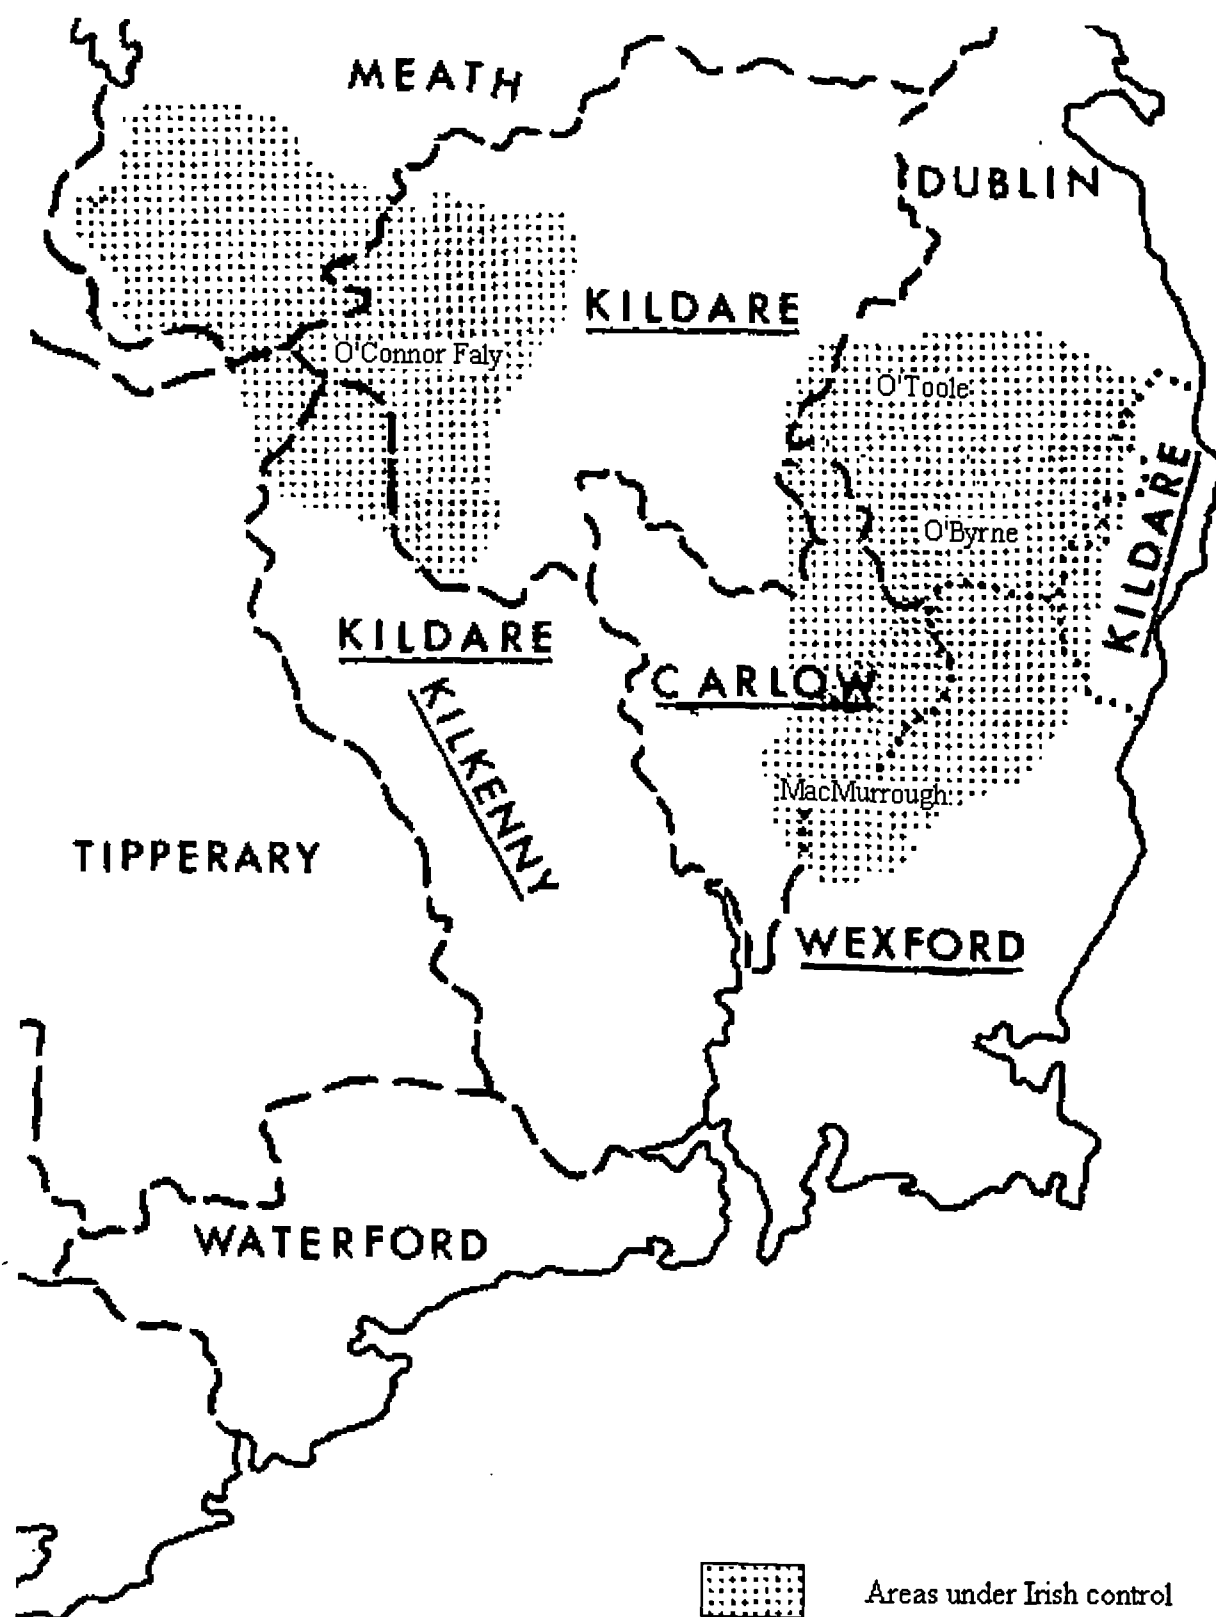 MEATH
DUBLIN
KILDARE
O'Connor Faly
O'Toole
KILDARE
O'Byrne
KILDARE
CARLOW
KILKENNY
MacMurrough
TIPPERARY
WEXFORD
WATERFORD
Areas under Irish control